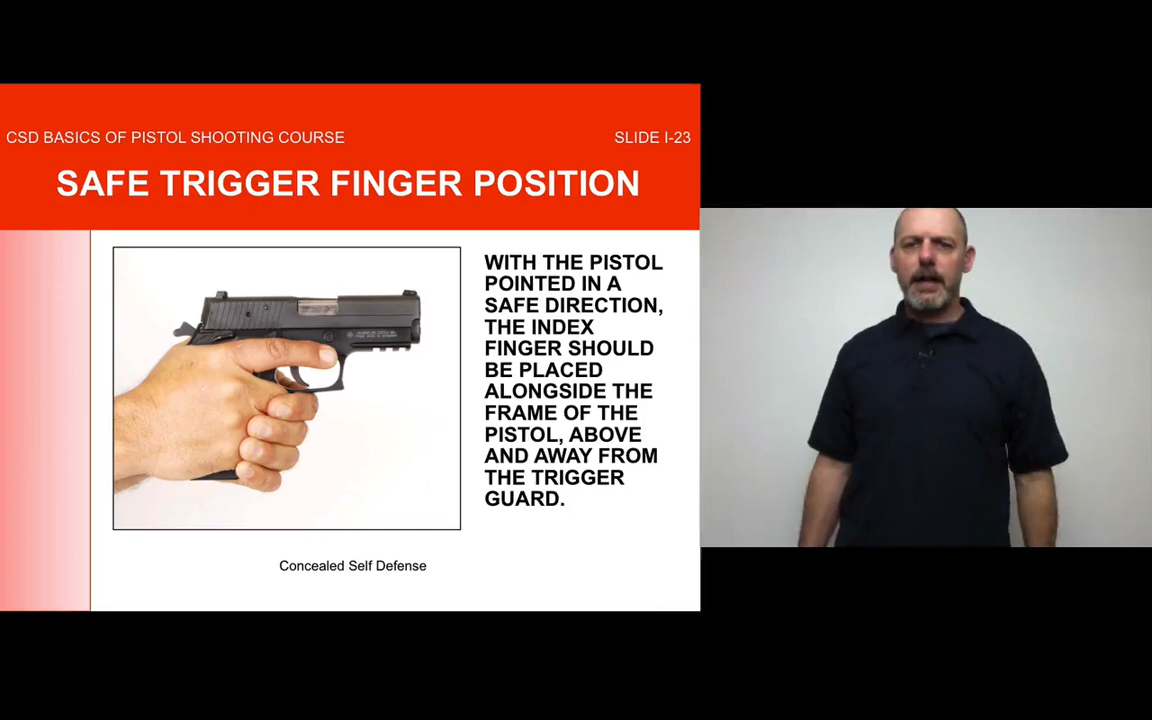 CSD BASICS OF PISTOL SHOOTING COURSE
SLIDE I-23
SAFE TRIGGER FINGER POSITION
WITH THE PISTOL
POINTED IN A
SAFE DIRECTION,
THE INDEX
FINGER SHOULD
BE PLACED
ALONGSIDE THE
FRAME OF THE
PISTOL, ABOVE
AND AWAY FROM
THE TRIGGER
GUARD.
Concealed Self Defense